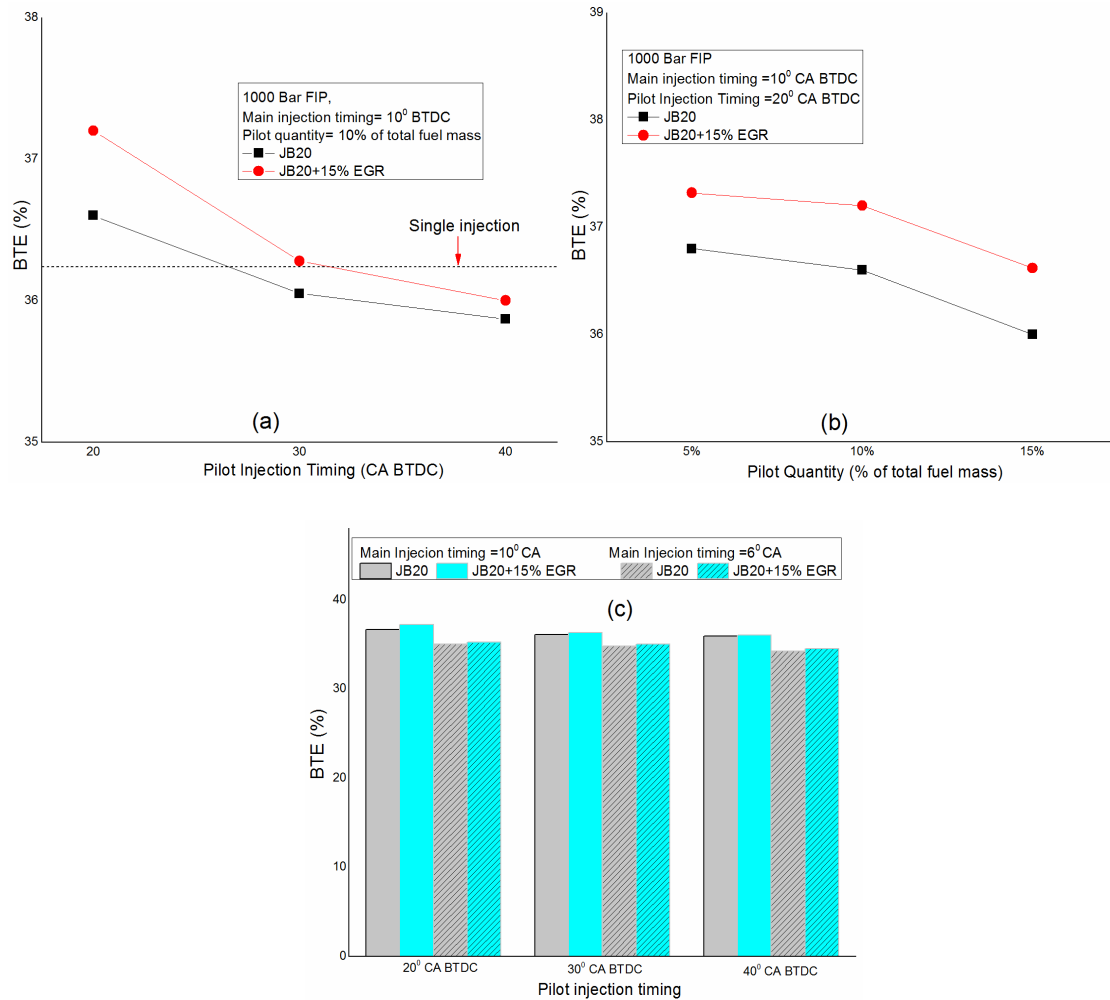 38
37
36
35
BTE (%)
1000 Bar FIP,
Main injection timing= 10⁰ BTDC
Pilot quantity= 10% of total fuel mass
JB20
JB20+15% EGR
Single injection
(a)
20
30
40
Pilot Injection Timing (CA BTDC)
39
38
37
36
35
BTE (%)
1000 Bar FIP
Main injection timing =10⁰ CA BTDC
Pilot Injection Timing =20⁰ CA BTDC
JB20
JB20+15% EGR
(b)
5%
10%
15%
Pilot Quantity (% of total fuel mass)
Main Injecion timing =10⁰ CA
JB20
JB20+15% EGR
Main Injecion timing =6⁰ CA
JB20
JB20+15% EGR
(c)
40
30
20
10
0
BTE (%)
20⁰ CA BTDC
30⁰ CA BTDC
40⁰ CA BTDC
Pilot injection timing